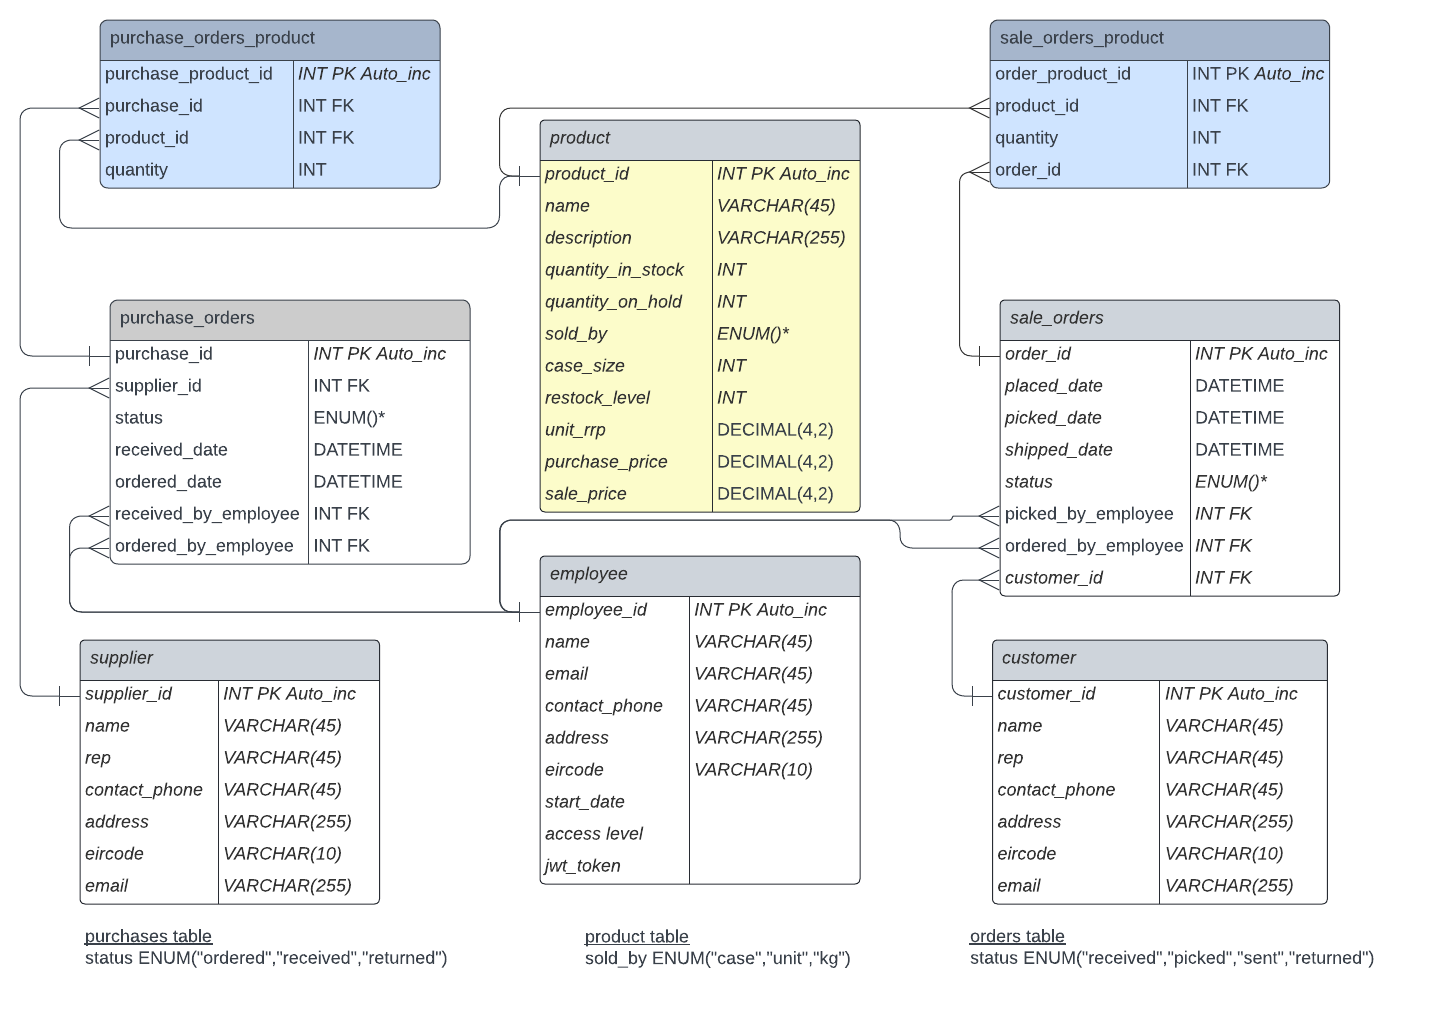 purchase_orders_product
purchase_product_id INT PK Auto_inc
purchase_id INT FK
product_id INT FK
quantity INT
sale_orders_product
order_product_id INT PK Auto_inc
product_id INT FK
quantity INT
order_id INT FK
product
product_id INT PK Auto_inc
name VARCHAR(45)
description VARCHAR(255)
quantity_in_stock INT
quantity_on_hold INT
sold_by ENUM()*
case_size INT
restock_level INT
unit_rrp DECIMAL(4,2)
purchase_price DECIMAL(4,2)
sale_price DECIMAL(4,2)
purchase_orders
purchase_id INT PK Auto_inc
supplier_id INT FK
status ENUM()*
received_date DATETIME
ordered_date DATETIME
received_by_employee INT FK
ordered_by_employee INT FK
sale_orders
order_id INT PK Auto_inc
placed_date DATETIME
picked_date DATETIME
shipped_date DATETIME
status ENUM()*
picked_by_employee INT FK
ordered_by_employee INT FK
customer_id INT FK
employee
employee_id INT PK Auto_inc
name VARCHAR(45)
email VARCHAR(45)
contact_phone VARCHAR(45)
address VARCHAR(255)
eircode VARCHAR(10)
start_date
access level
jwt_token
supplier
supplier_id INT PK Auto_inc
name VARCHAR(45)
rep VARCHAR(45)
contact_phone VARCHAR(45)
address VARCHAR(255)
eircode VARCHAR(10)
email VARCHAR(255)
customer
customer_id INT PK Auto_inc
name VARCHAR(45)
rep VARCHAR(45)
contact_phone VARCHAR(45)
address VARCHAR(255)
eircode VARCHAR(10)
email VARCHAR(255)
purchases table
status ENUM("ordered","received","returned")
product table
sold_by ENUM("case","unit","kg")
orders table
status ENUM("received","picked","sent","returned")